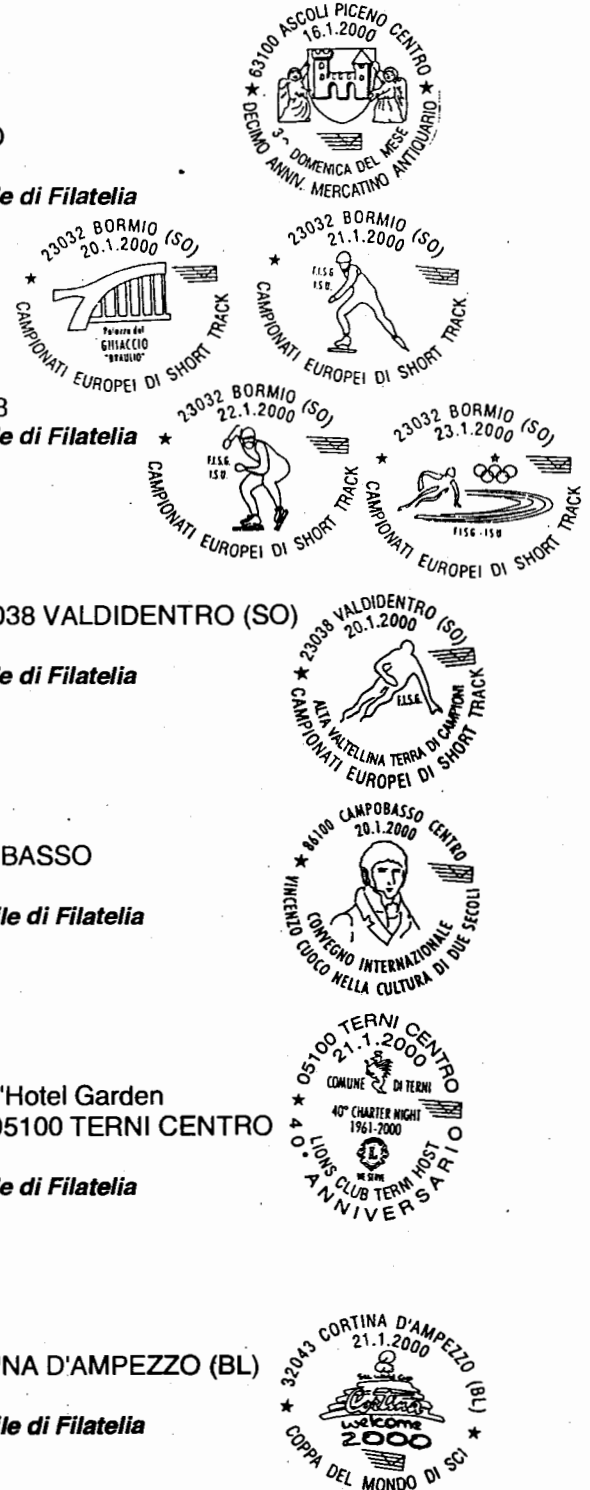 ★ 63100 ASCOLI PICENO CENTRO ★
16.1.2000
3^ DOMENICA DEL MESE
DECIMO ANNIV. MERCATINO ANTIQUARIO
O
le di Filatelia
23032 BORMIO (SO)
20.1.2000
★
Palazzo del
GHIACCIO
"BRAULIO"
CAMPIONATI EUROPEI DI SHORT TRACK
23032 BORMIO (SO)
21.1.2000
★
F.I.S.G
I.S.U.
CAMPIONATI EUROPEI DI SHORT TRACK
le di Filatelia
23032 BORMIO (SO)
22.1.2000
★
F.I.S.G.
I.S.U.
CAMPIONATI EUROPEI DI SHORT TRACK
23032 BORMIO (SO)
23.1.2000
★
FISG - ISU
CAMPIONATI EUROPEI DI SHORT TRACK
038 VALDIDENTRO (SO)
le di Filatelia
★ 23038 VALDIDENTRO (SO)
20.1.2000
F.I.S.G.
ALTA VALTELLINA TERRA DI CAMPIONI
CAMPIONATI EUROPEI DI SHORT TRACK
BASSO
ile di Filatelia
★ 86100 CAMPOBASSO CENTRO
20.1.2000
CONVEGNO INTERNAZIONALE
VINCENZO CUOCO NELLA CULTURA DI DUE SECOLI
'Hotel Garden
05100 TERNI CENTRO
le di Filatelia
★ 05100 TERNI CENTRO
21.1.2000
COMUNE DI TERNI
40° CHARTER NIGHT
1961-2000
L
WE SERVE
LIONS CLUB TERNI HOST
40° ANNIVERSARIO
NA D'AMPEZZO (BL)
ile di Filatelia
★ 32043 CORTINA D'AMPEZZO (BL) ★
21.1.2000
Cortina
welcome
2000
COPPA DEL MONDO DI SCI